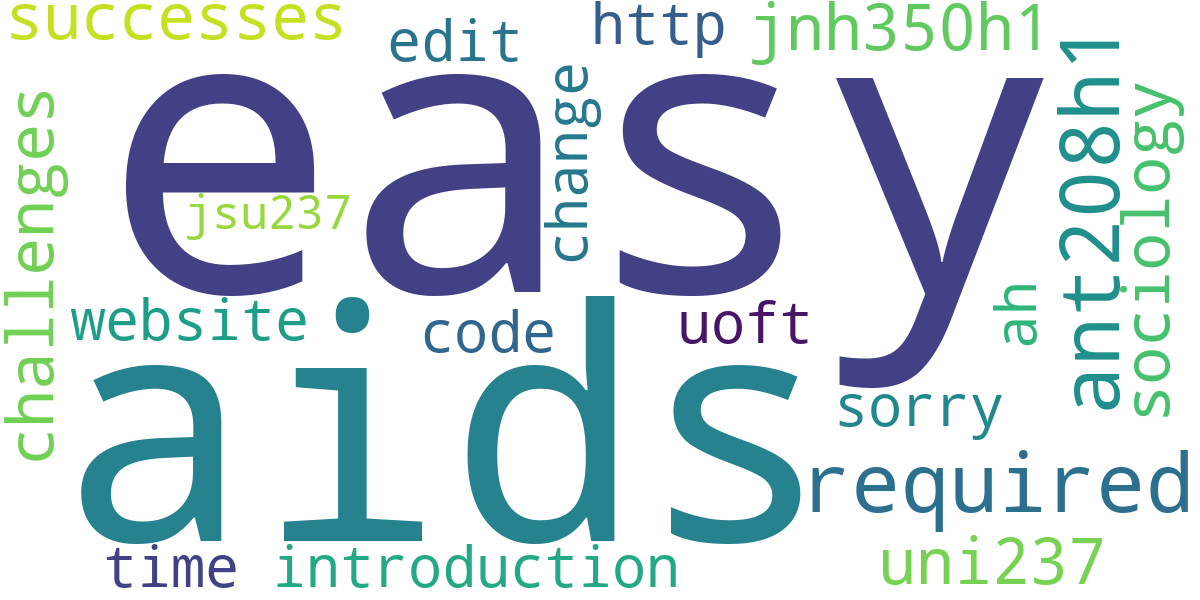 successes
edit
http
jnh350h1
easy
change
challenges
jsu237
ant208h1
sociology
website
code
uoft
ah
aids
sorry
required
time
introduction
uni237